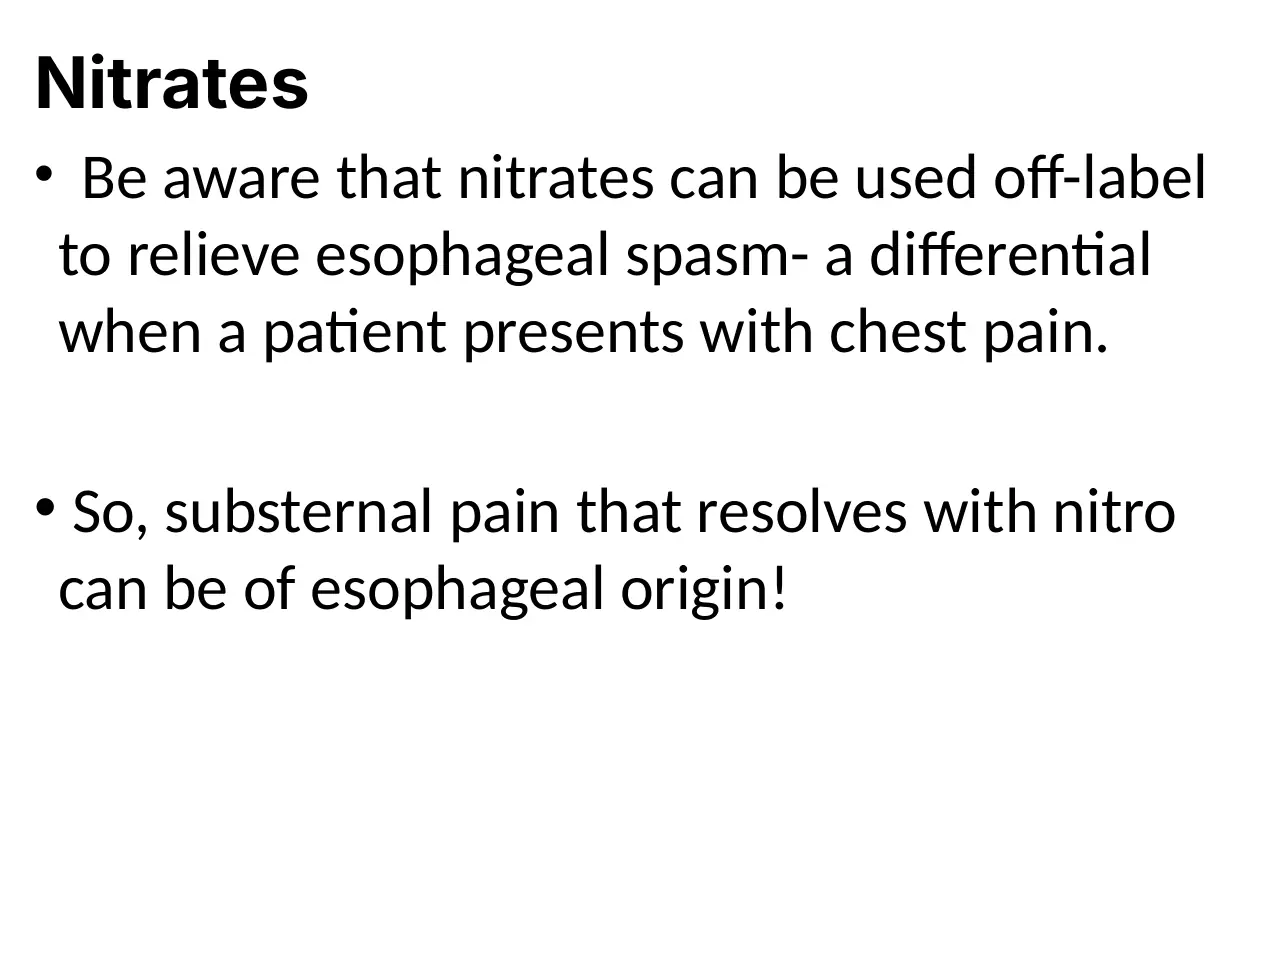 Nitrates
• Be aware that nitrates can be used off-label
to relieve esophageal spasm- a differential
when a patient presents with chest pain.
• So, substernal pain that resolves with nitro
can be of esophageal origin!